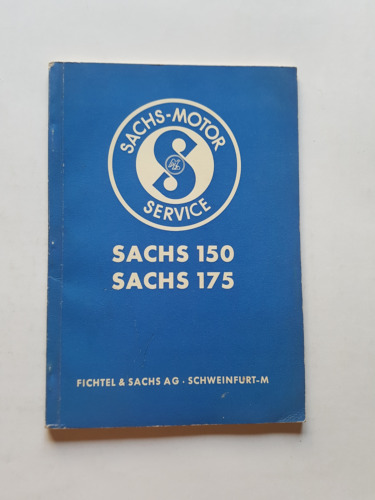 SACHS-MOTOR
SERVICE
SACHS 150
SACHS 175
FICHTEL & SACHS AG · SCHWEINFURT-M